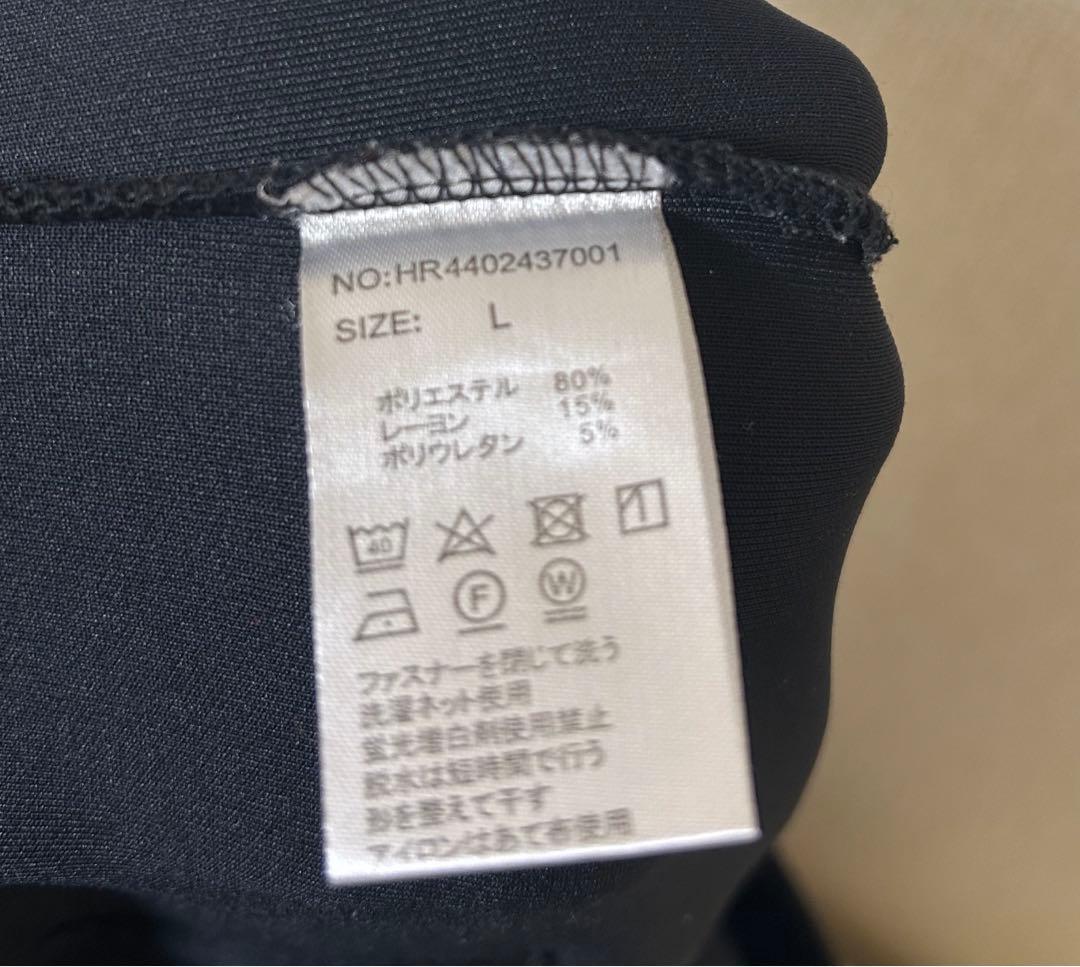 NO:HR4402437001
SIZE: L
ポリエステル 80%
レーヨン 15%
ポリウレタン 5%
40
F W
ファスナーを閉じて洗う
洗濯ネット使用
蛍光増白剤使用禁止
脱水は短時間で行う
形を整えて干す
アイロンはあて布使用